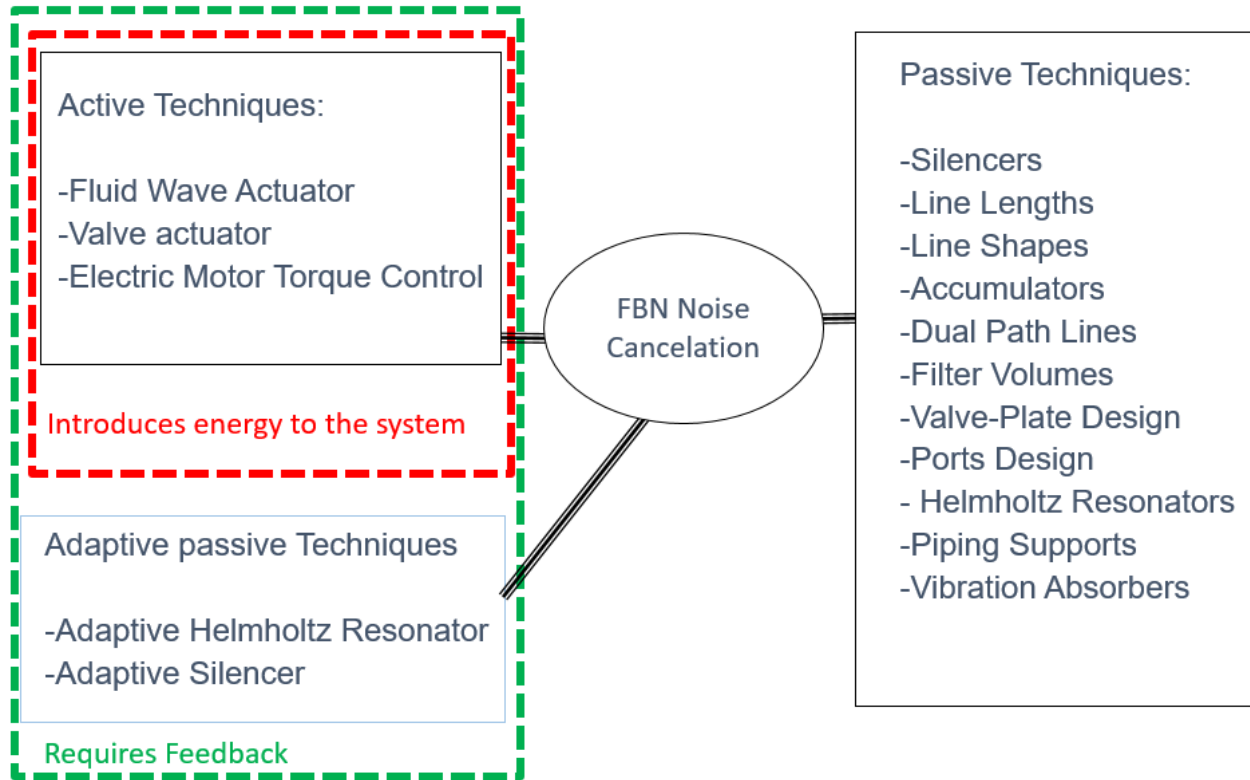 Active Techniques:
-Fluid Wave Actuator
-Valve actuator
-Electric Motor Torque Control
Introduces energy to the system
Adaptive passive Techniques
-Adaptive Helmholtz Resonator
-Adaptive Silencer
Requires Feedback
FBN Noise
Cancelation
Passive Techniques:
-Silencers
-Line Lengths
-Line Shapes
-Accumulators
-Dual Path Lines
-Filter Volumes
-Valve-Plate Design
-Ports Design
- Helmholtz Resonators
-Piping Supports
-Vibration Absorbers